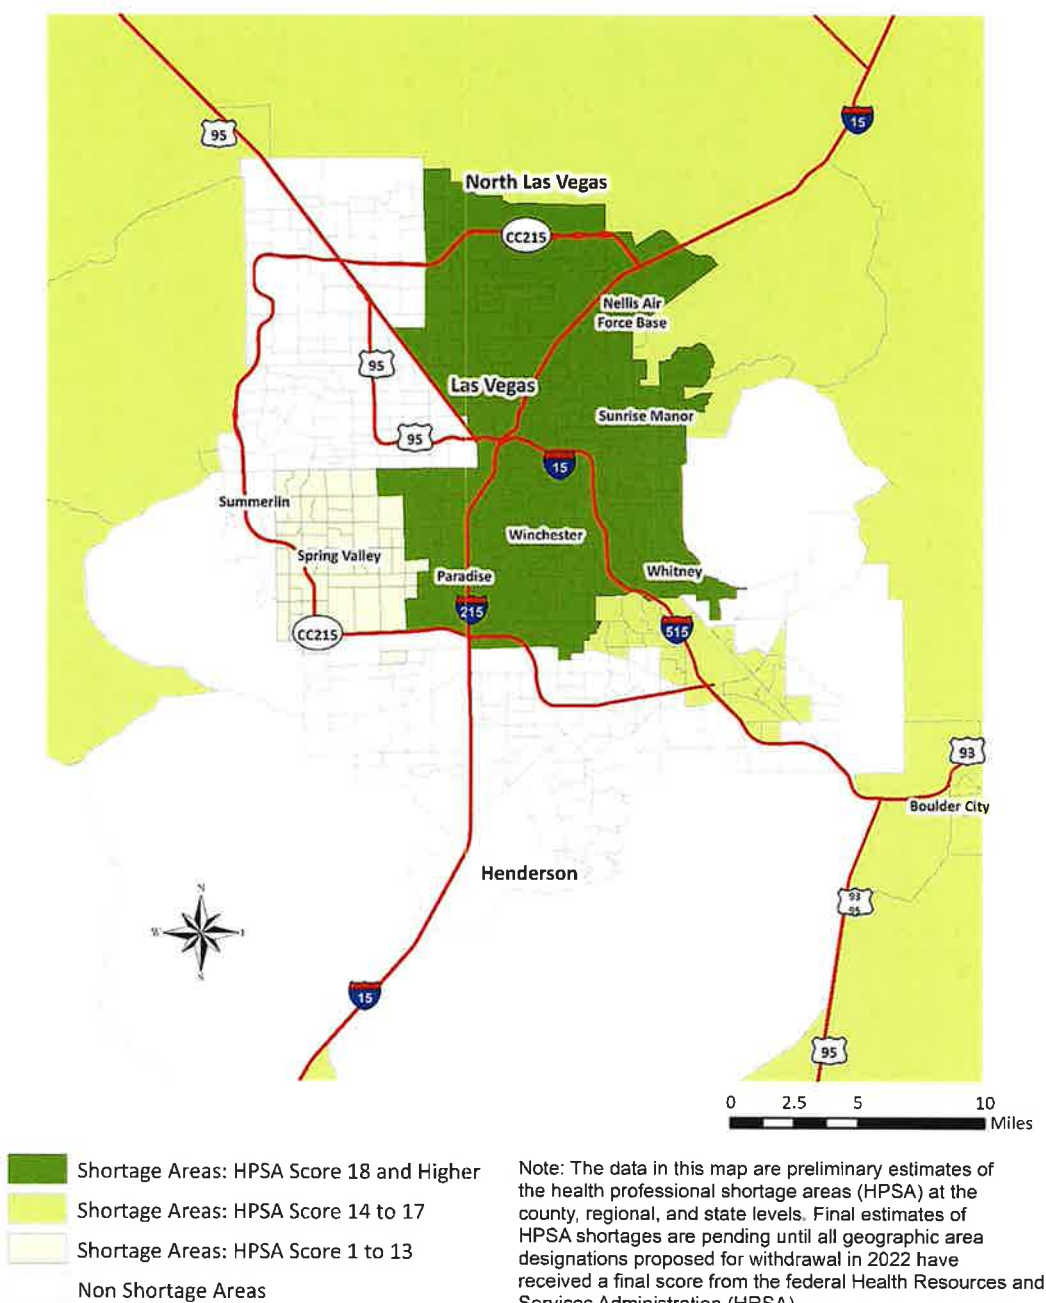 95
15
North Las Vegas
CC215
Nellis Air
Force Base
95
Las Vegas
Sunrise Manor
95
15
Summerlin
Winchester
Spring Valley
Whitney
Paradise
215
CC215
515
93
Boulder City
Henderson
N
W
E
S
93
95
15
95
0 2.5 5 10
Miles
Shortage Areas: HPSA Score 18 and Higher
Shortage Areas: HPSA Score 14 to 17
Shortage Areas: HPSA Score 1 to 13
Non Shortage Areas
Note: The data in this map are preliminary estimates of
the health professional shortage areas (HPSA) at the
county, regional, and state levels. Final estimates of
HPSA shortages are pending until all geographic area
designations proposed for withdrawal in 2022 have
received a final score from the federal Health Resources and
Services Administration (HRSA)